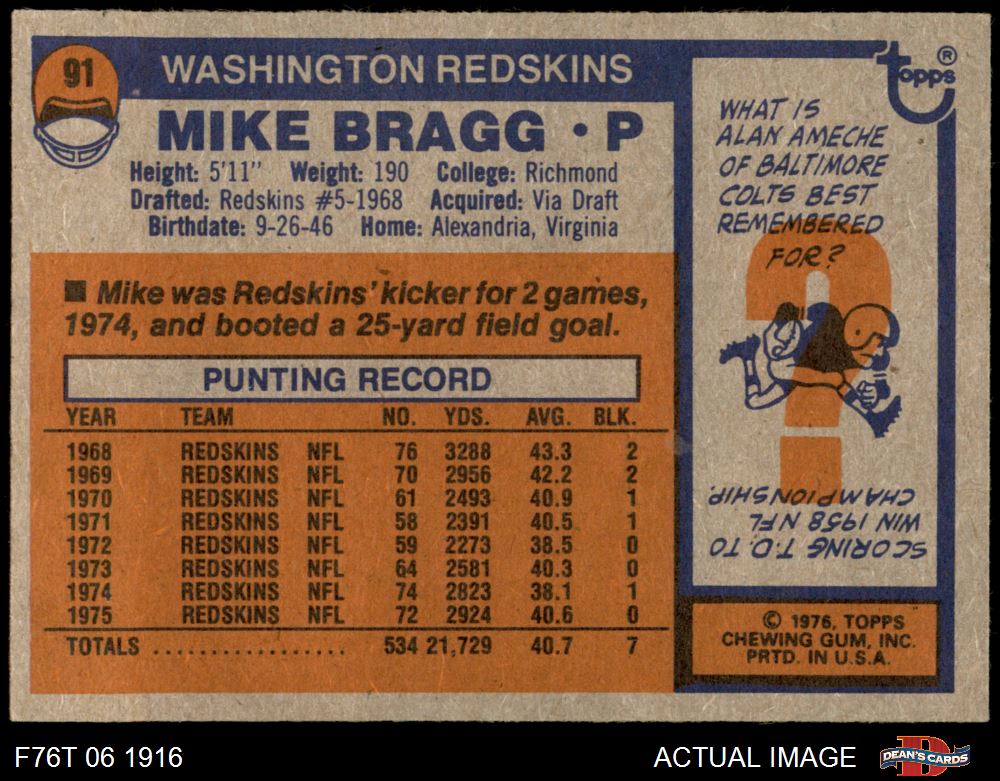 91
WASHINGTON REDSKINS
MIKE BRAGG • P
Height: 5'11" Weight: 190 College: Richmond
Drafted: Redskins #5-1968 Acquired: Via Draft
Birthdate: 9-26-46 Home: Alexandria, Virginia
■ Mike was Redskins' kicker for 2 games,
1974, and booted a 25-yard field goal.
PUNTING RECORD
YEAR TEAM NO. YDS. AVG. BLK.
1968 REDSKINS NFL 76 3288 43.3 2
1969 REDSKINS NFL 70 2956 42.2 2
1970 REDSKINS NFL 61 2493 40.9 1
1971 REDSKINS NFL 58 2391 40.5 1
1972 REDSKINS NFL 59 2273 38.5 0
1973 REDSKINS NFL 64 2581 40.3 0
1974 REDSKINS NFL 74 2823 38.1 1
1975 REDSKINS NFL 72 2924 40.6 0
TOTALS .................. 534 21,729 40.7 7
Topps ®
WHAT IS
ALAN AMECHE
OF BALTIMORE
COLTS BEST
REMEMBERED
FOR?
?
SCORING T.D. TO
WIN 1958 NFL
CHAMPIONSHIP.
© 1976, TOPPS
CHEWING GUM, INC.
PRTD. IN U.S.A.
F76T 06 1916
ACTUAL IMAGE
D
DEAN'S CARDS